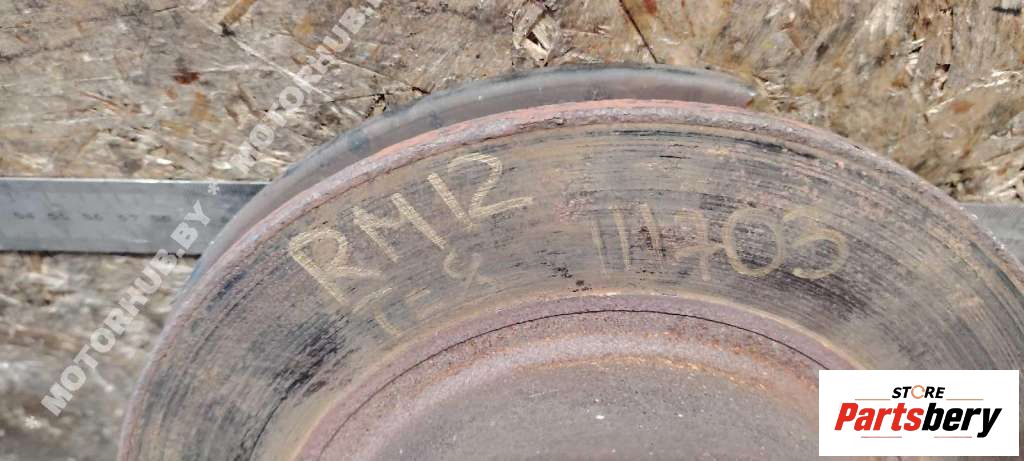 RM12
111703
MOTORHUB.BY * MOTORHUB.BY
STORE
Partsbery